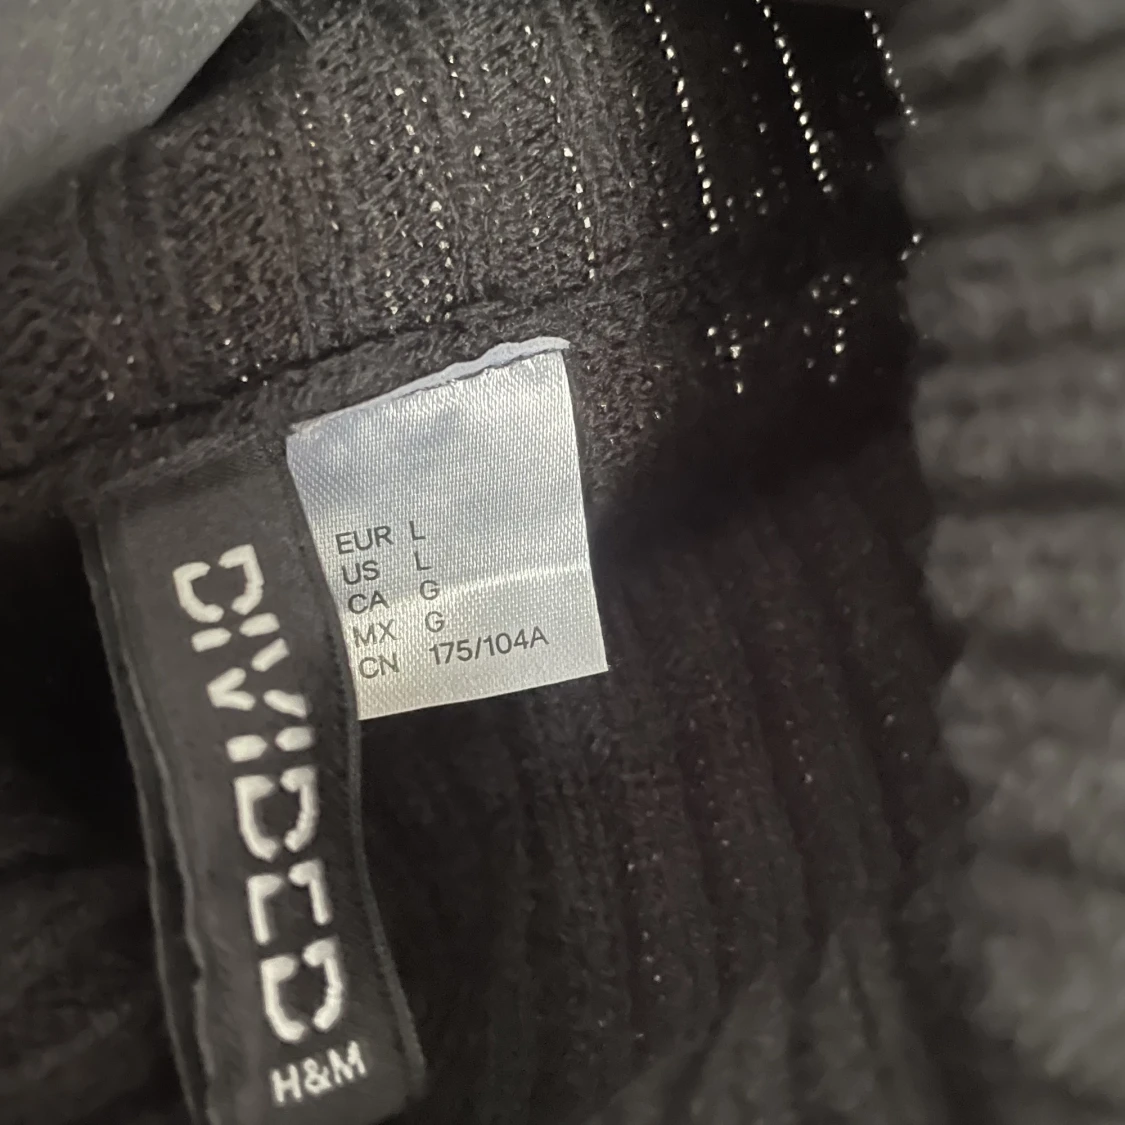 EUR L
US L
CA G
MX G
CN 175/104A
DIVIDED
H&M